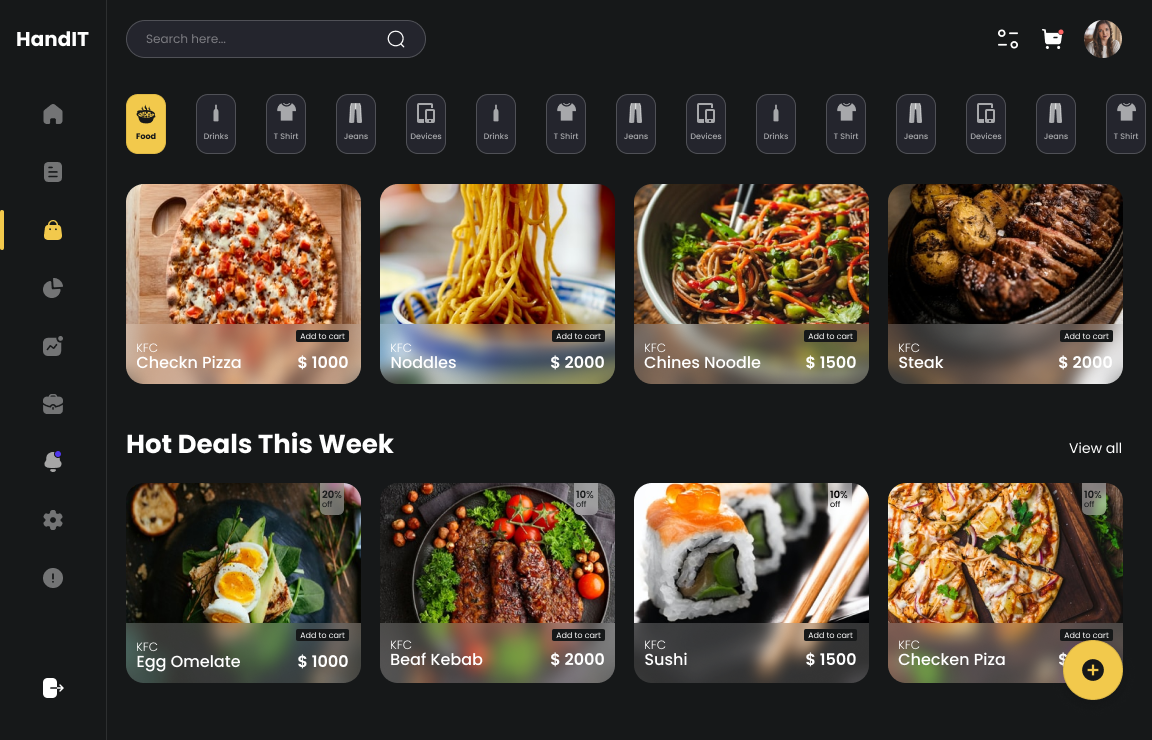 HandIT
Search here...
Food
Drinks
T Shirt
Jeans
Devices
Drinks
T Shirt
Jeans
Devices
Drinks
T Shirt
Jeans
Devices
Jeans
T Shirt
Add to cart
KFC
Checkn Pizza $ 1000
Add to cart
KFC
Noddles $ 2000
Add to cart
KFC
Chines Noodle $ 1500
Add to cart
KFC
Steak $ 2000
Hot Deals This Week
View all
20%
off
Add to cart
KFC
Egg Omelate $ 1000
10%
off
Add to cart
KFC
Beaf Kebab $ 2000
10%
off
Add to cart
KFC
Sushi $ 1500
10%
off
Add to cart
KFC
Checken Piza $